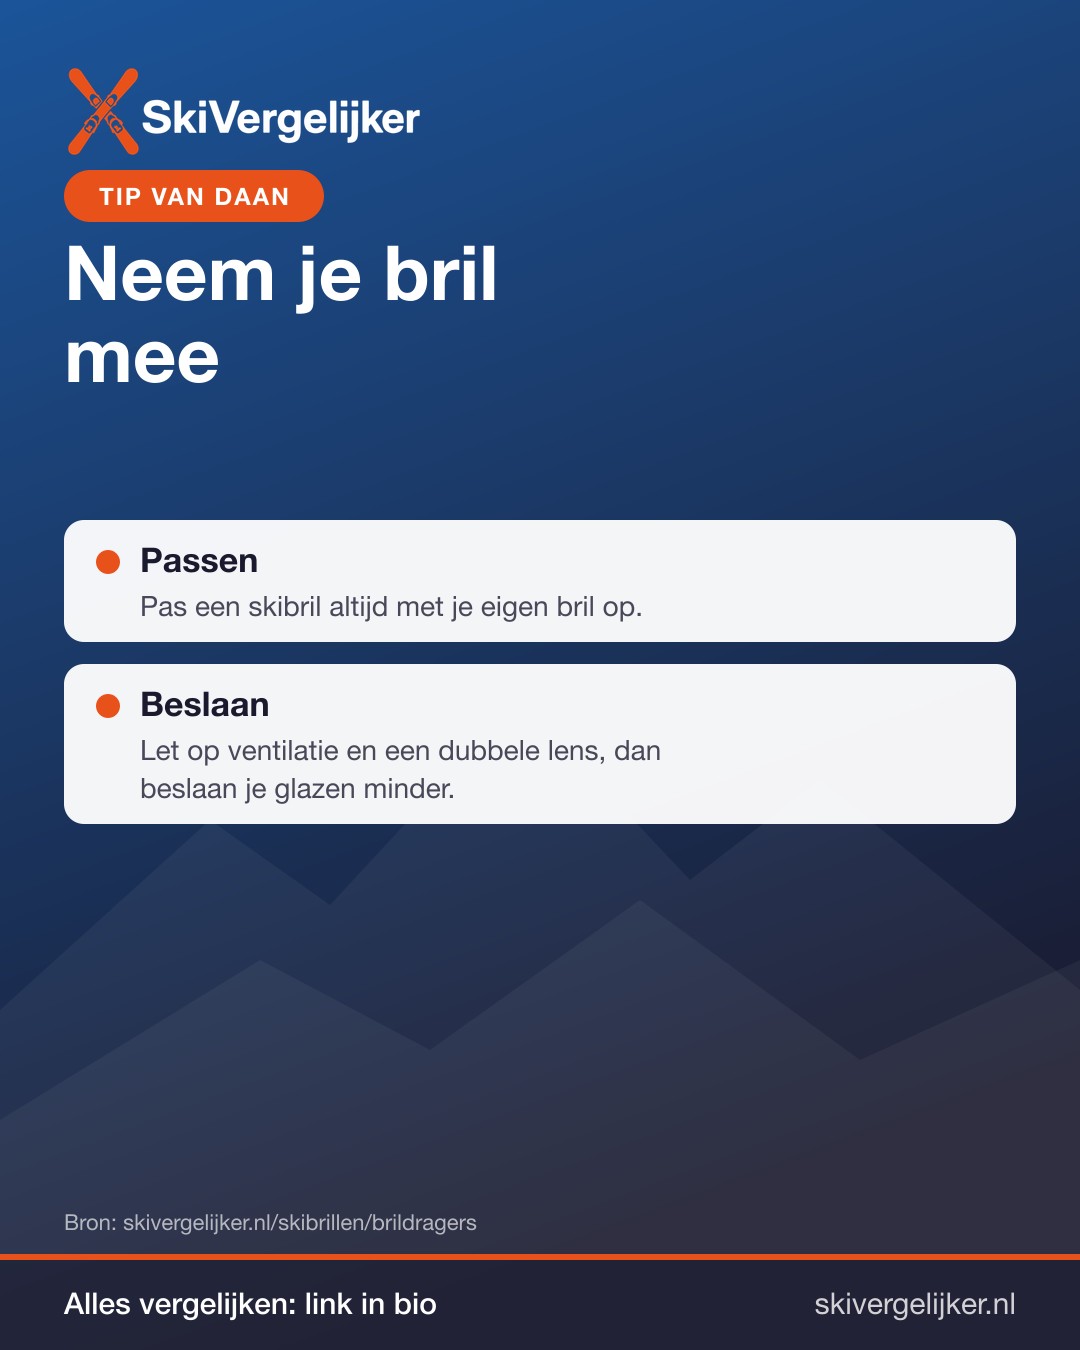 SkiVergelijker
TIP VAN DAAN
Neem je bril
mee
Passen
Pas een skibril altijd met je eigen bril op.
Beslaan
Let op ventilatie en een dubbele lens, dan
beslaan je glazen minder.
Bron: skivergelijker.nl/skibrillen/brildragers
Alles vergelijken: link in bio
skivergelijker.nl